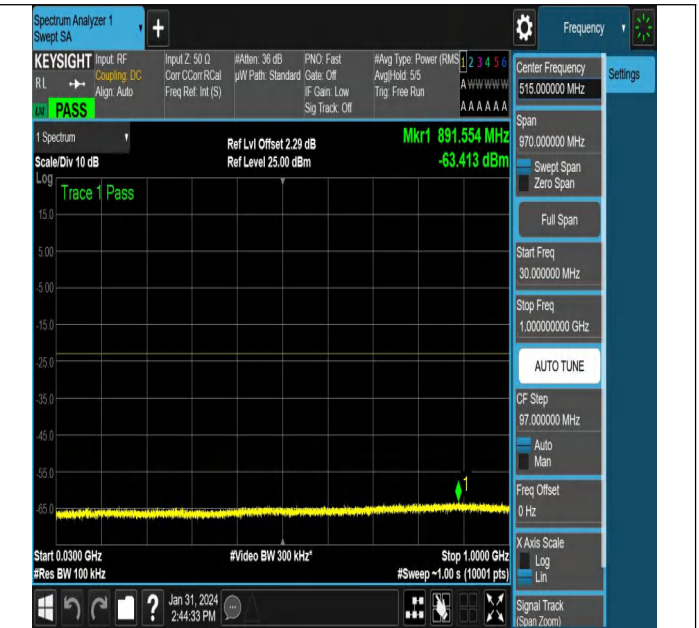 Spectrum Analyzer 1
Swept SA
+
Frequency
KEYSIGHT
RL
PASS
Input: RF
Coupling: DC
Align: Auto
Input Z: 50 Ω
Corr CCorr RCal
Freq Ref: Int (S)
#Atten: 36 dB
µW Path: Standard
PNO: Fast
Gate: Off
IF Gain: Low
Sig Track: Off
#Avg Type: Power (RMS
Avg|Hold: 5/5
Trig: Free Run
1 2 3 4 5 6
A W W W W W
A A A A A A
1 Spectrum
Scale/Div 10 dB
Log
Ref Lvl Offset 2.29 dB
Ref Level 25.00 dBm
Mkr1 891.554 MHz
-63.413 dBm
Trace 1 Pass
15.0
5.00
-5.00
-15.0
-25.0
-35.0
-45.0
-55.0
-65.0
1
Start 0.0300 GHz
#Res BW 100 kHz
#Video BW 300 kHz*
Stop 1.0000 GHz
#Sweep ~1.00 s (10001 pts)
?
Jan 31, 2024
2:44:33 PM
Center Frequency
515.000000 MHz
Settings
Span
970.000000 MHz
Swept Span
Zero Span
Full Span
Start Freq
30.000000 MHz
Stop Freq
1.000000000 GHz
AUTO TUNE
CF Step
97.000000 MHz
Auto
Man
Freq Offset
0 Hz
X Axis Scale
Log
Lin
Signal Track
(Span Zoom)